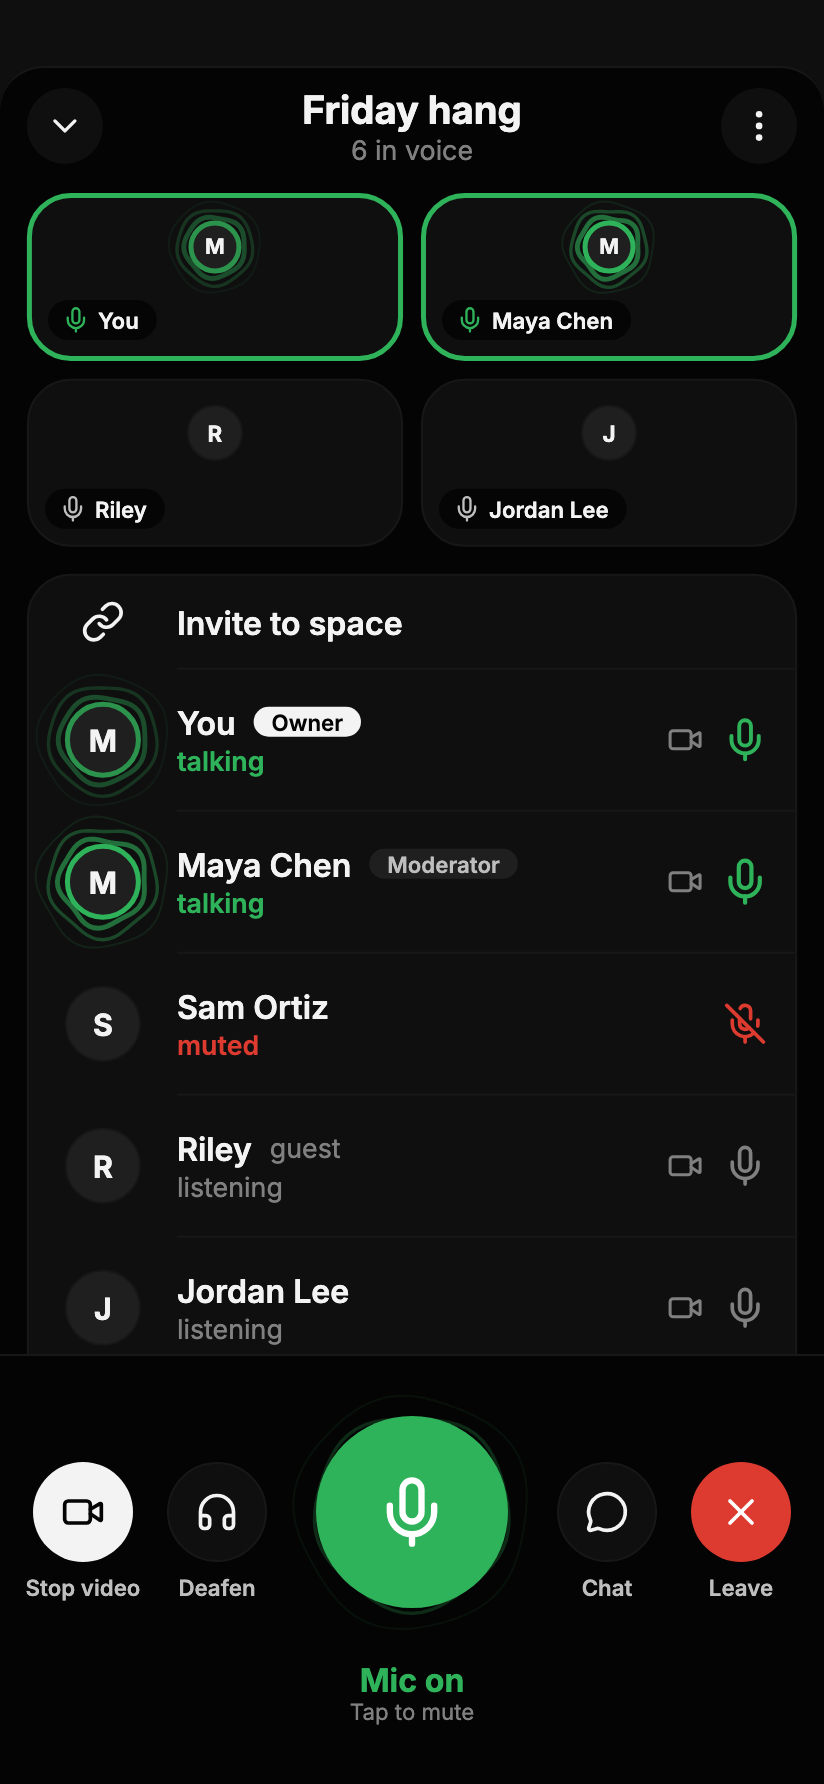 Friday hang
6 in voice
M
You
M
Maya Chen
R
Riley
J
Jordan Lee
Invite to space
M
You Owner
talking
M
Maya Chen Moderator
talking
S
Sam Ortiz
muted
R
Riley guest
listening
J
Jordan Lee
listening
Stop video
Deafen
Chat
Leave
Mic on
Tap to mute